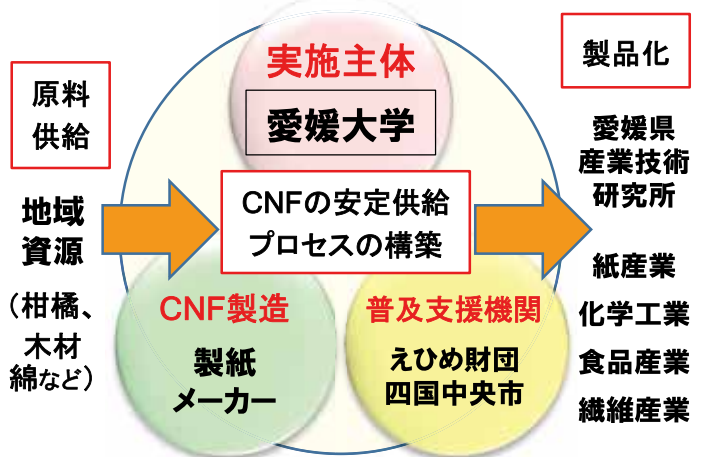 原料
供給
地域
資源
(柑橘、
木材
綿など)
実施主体
愛媛大学
CNFの安定供給
プロセスの構築
CNF製造
製紙
メーカー
普及支援機関
えひめ財団
四国中央市
製品化
愛媛県
産業技術
研究所
紙産業
化学工業
食品産業
繊維産業